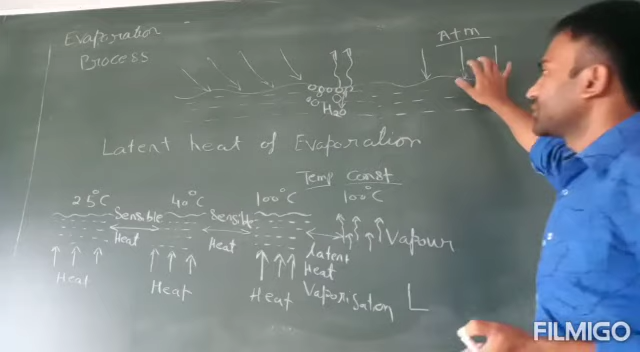 Evaporation
Process
Atm
H2O
Latent heat of Evaporation
Temp Const
25°C
40°C
100°C
100°C
Sensible
Heat
Sensible
Heat
Latent
Heat
Vaporisation L
Vapour
Heat
Heat
Heat
FILMIGO